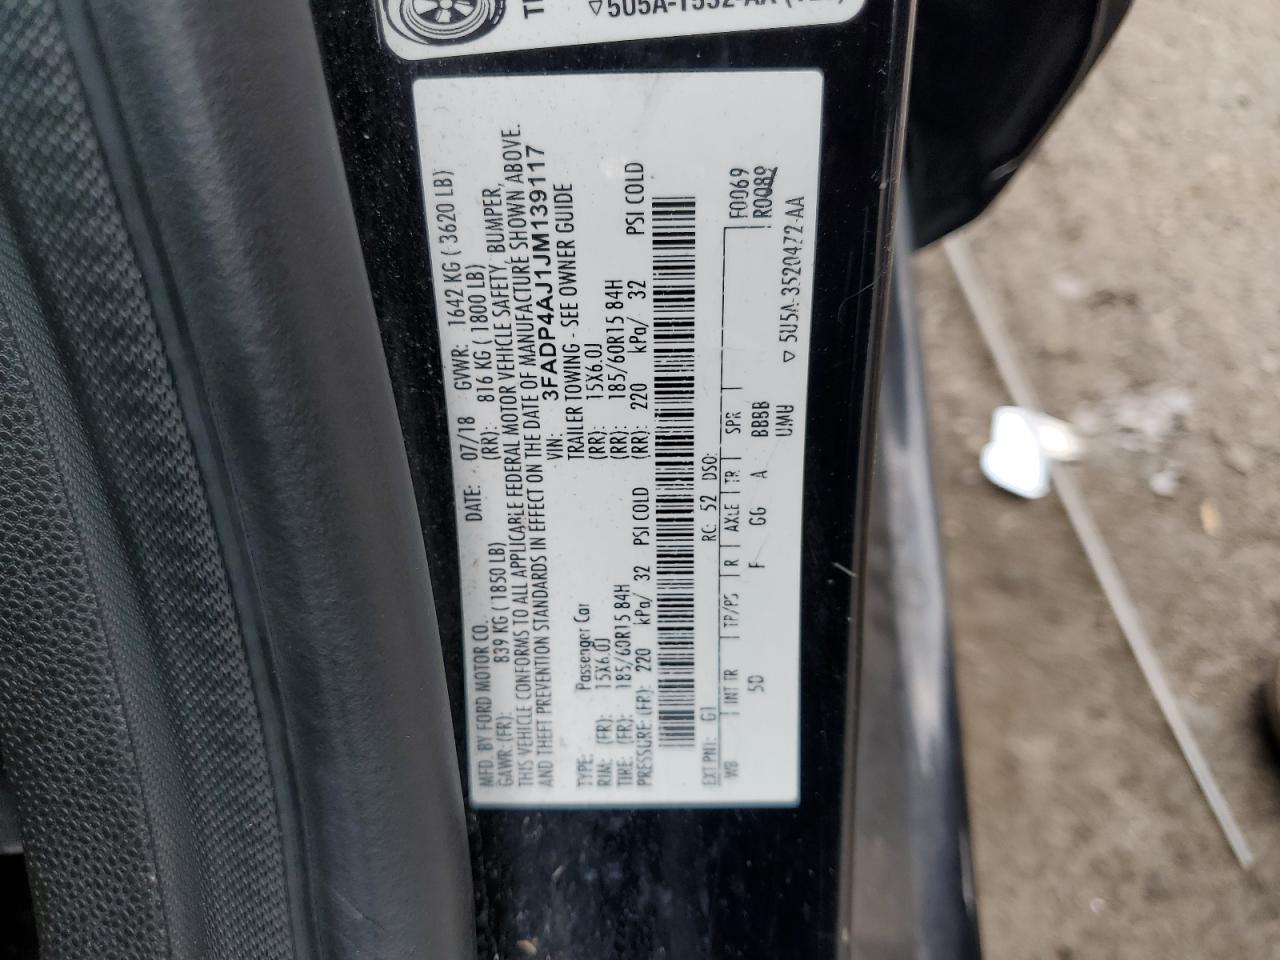 5U5A-1532-AA
MFD. BY FORD MOTOR CO. DATE: 07/18 GVWR: 1642 KG ( 3620 LB)
GAWR: (FR): 839 KG ( 1850 LB) (RR): 816 KG ( 1800 LB)
THIS VEHICLE CONFORMS TO ALL APPLICABLE FEDERAL MOTOR VEHICLE SAFETY, BUMPER,
AND THEFT PREVENTION STANDARDS IN EFFECT ON THE DATE OF MANUFACTURE SHOWN ABOVE.
VIN: 3FADP4AJ1JM139117
TYPE: Passenger Car TRAILER TOWING - SEE OWNER GUIDE
RIM: (FR): 15X6.0J (RR): 15X6.0J
TIRE: (FR): 185/60R15 84H (RR): 185/60R15 84H
PRESSURE: (FR): 220 kPa/ 32 PSI COLD (RR): 220 kPa/ 32 PSI COLD
EXT PNT: G1 RC: 52 DSO: F0069
WB INT TR TP/PS R AXLE TR SPR R0089
5D F GG A BBBB
UMU ▽ 5U5A-3520472-AA